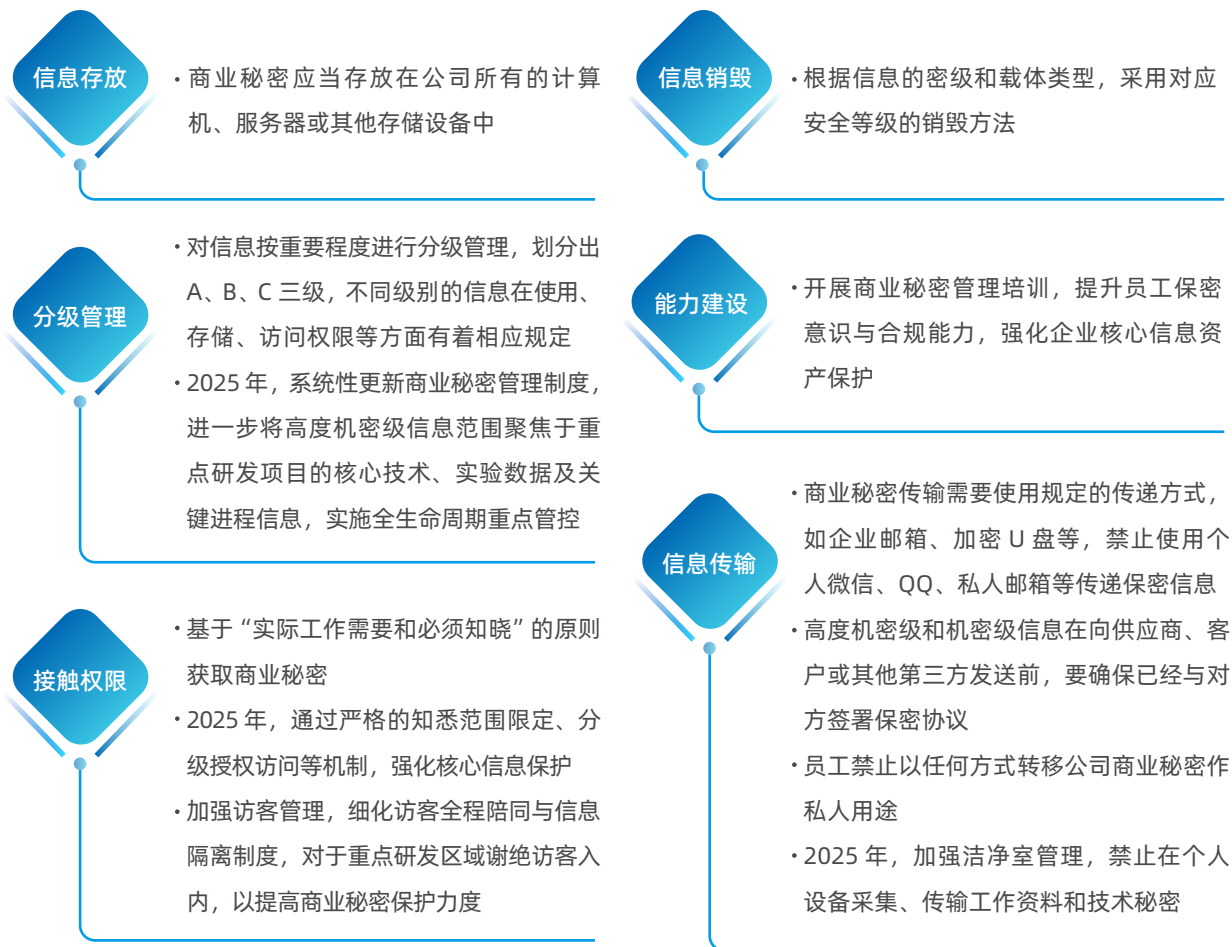 信息存放
· 商业秘密应当存放在公司所有的计算
机、服务器或其他存储设备中
分级管理
· 对信息按重要程度进行分级管理，划分出
A、B、C 三级，不同级别的信息在使用、
存储、访问权限等方面有着相应规定
· 2025 年，系统性更新商业秘密管理制度，
进一步将高度机密级信息范围聚焦于重
点研发项目的核心技术、实验数据及关
键进程信息，实施全生命周期重点管控
接触权限
· 基于“实际工作需要和必须知晓”的原则
获取商业秘密
· 2025 年，通过严格的知悉范围限定、分
级授权访问等机制，强化核心信息保护
· 加强访客管理，细化访客全程陪同与信息
隔离制度，对于重点研发区域谢绝访客入
内，以提高商业秘密保护力度
信息销毁
· 根据信息的密级和载体类型，采用对应
安全等级的销毁方法
能力建设
· 开展商业秘密管理培训，提升员工保密
意识与合规能力，强化企业核心信息资
产保护
信息传输
· 商业秘密传输需要使用规定的传递方式，
如企业邮箱、加密 U 盘等，禁止使用个
人微信、QQ、私人邮箱等传递保密信息
· 高度机密级和机密级信息在向供应商、客
户或其他第三方发送前，要确保已经与对
方签署保密协议
· 员工禁止以任何方式转移公司商业秘密作
私人用途
· 2025 年，加强洁净室管理，禁止在个人
设备采集、传输工作资料和技术秘密